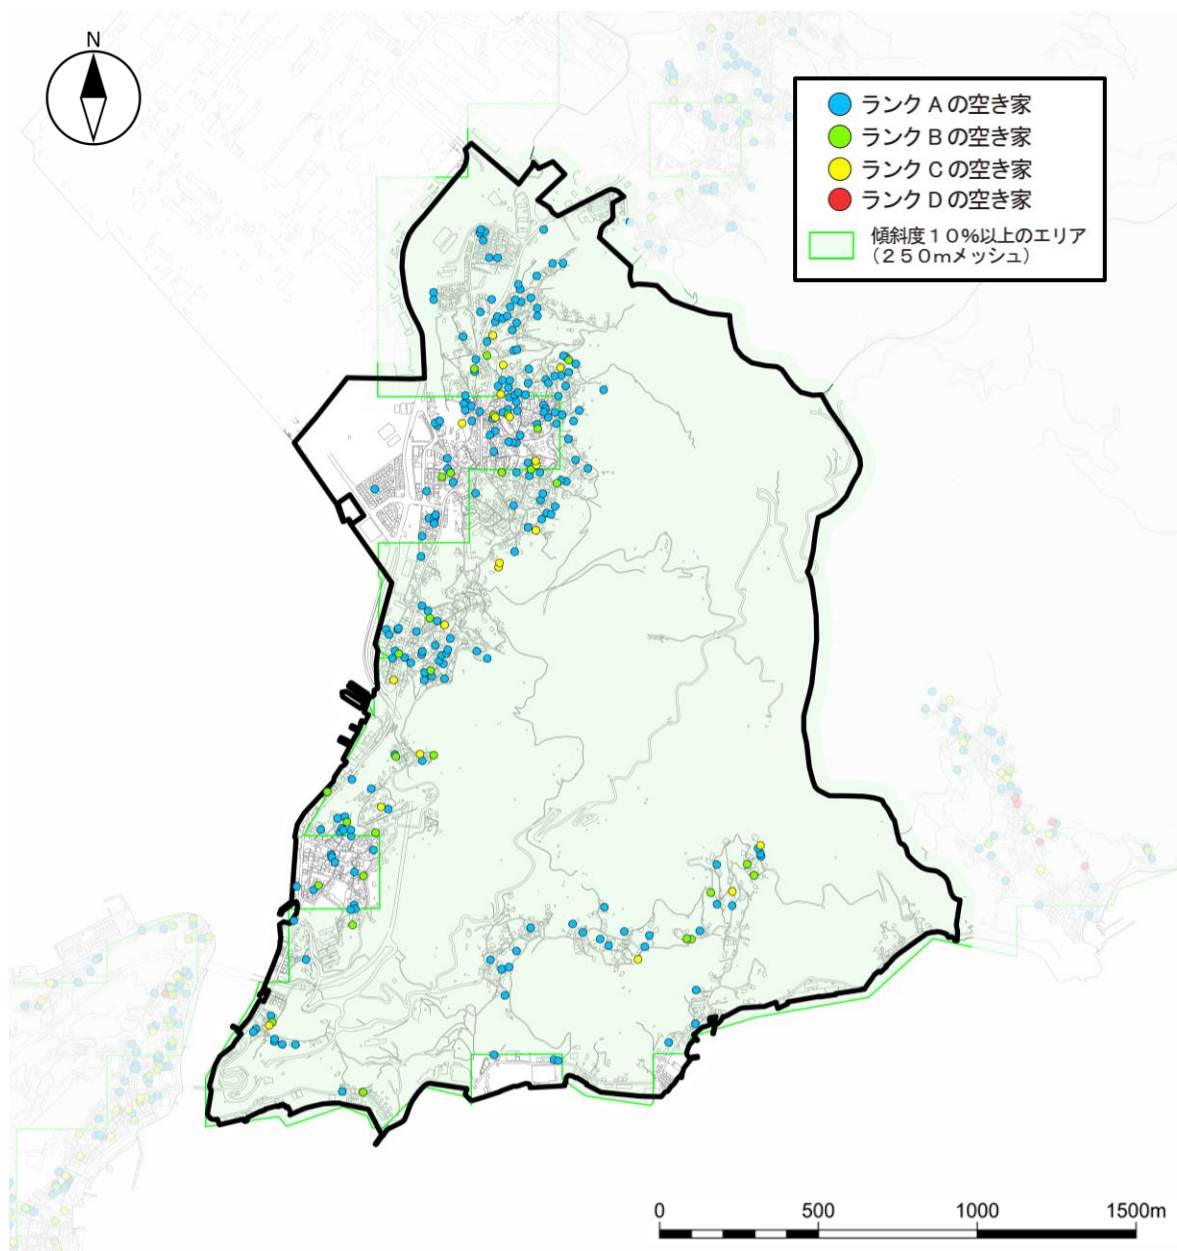 N
ランクＡの空き家
ランクＢの空き家
ランクＣの空き家
ランクＤの空き家
傾斜度１０％以上のエリア
（２５０ｍメッシュ）
0 500 1000 1500m